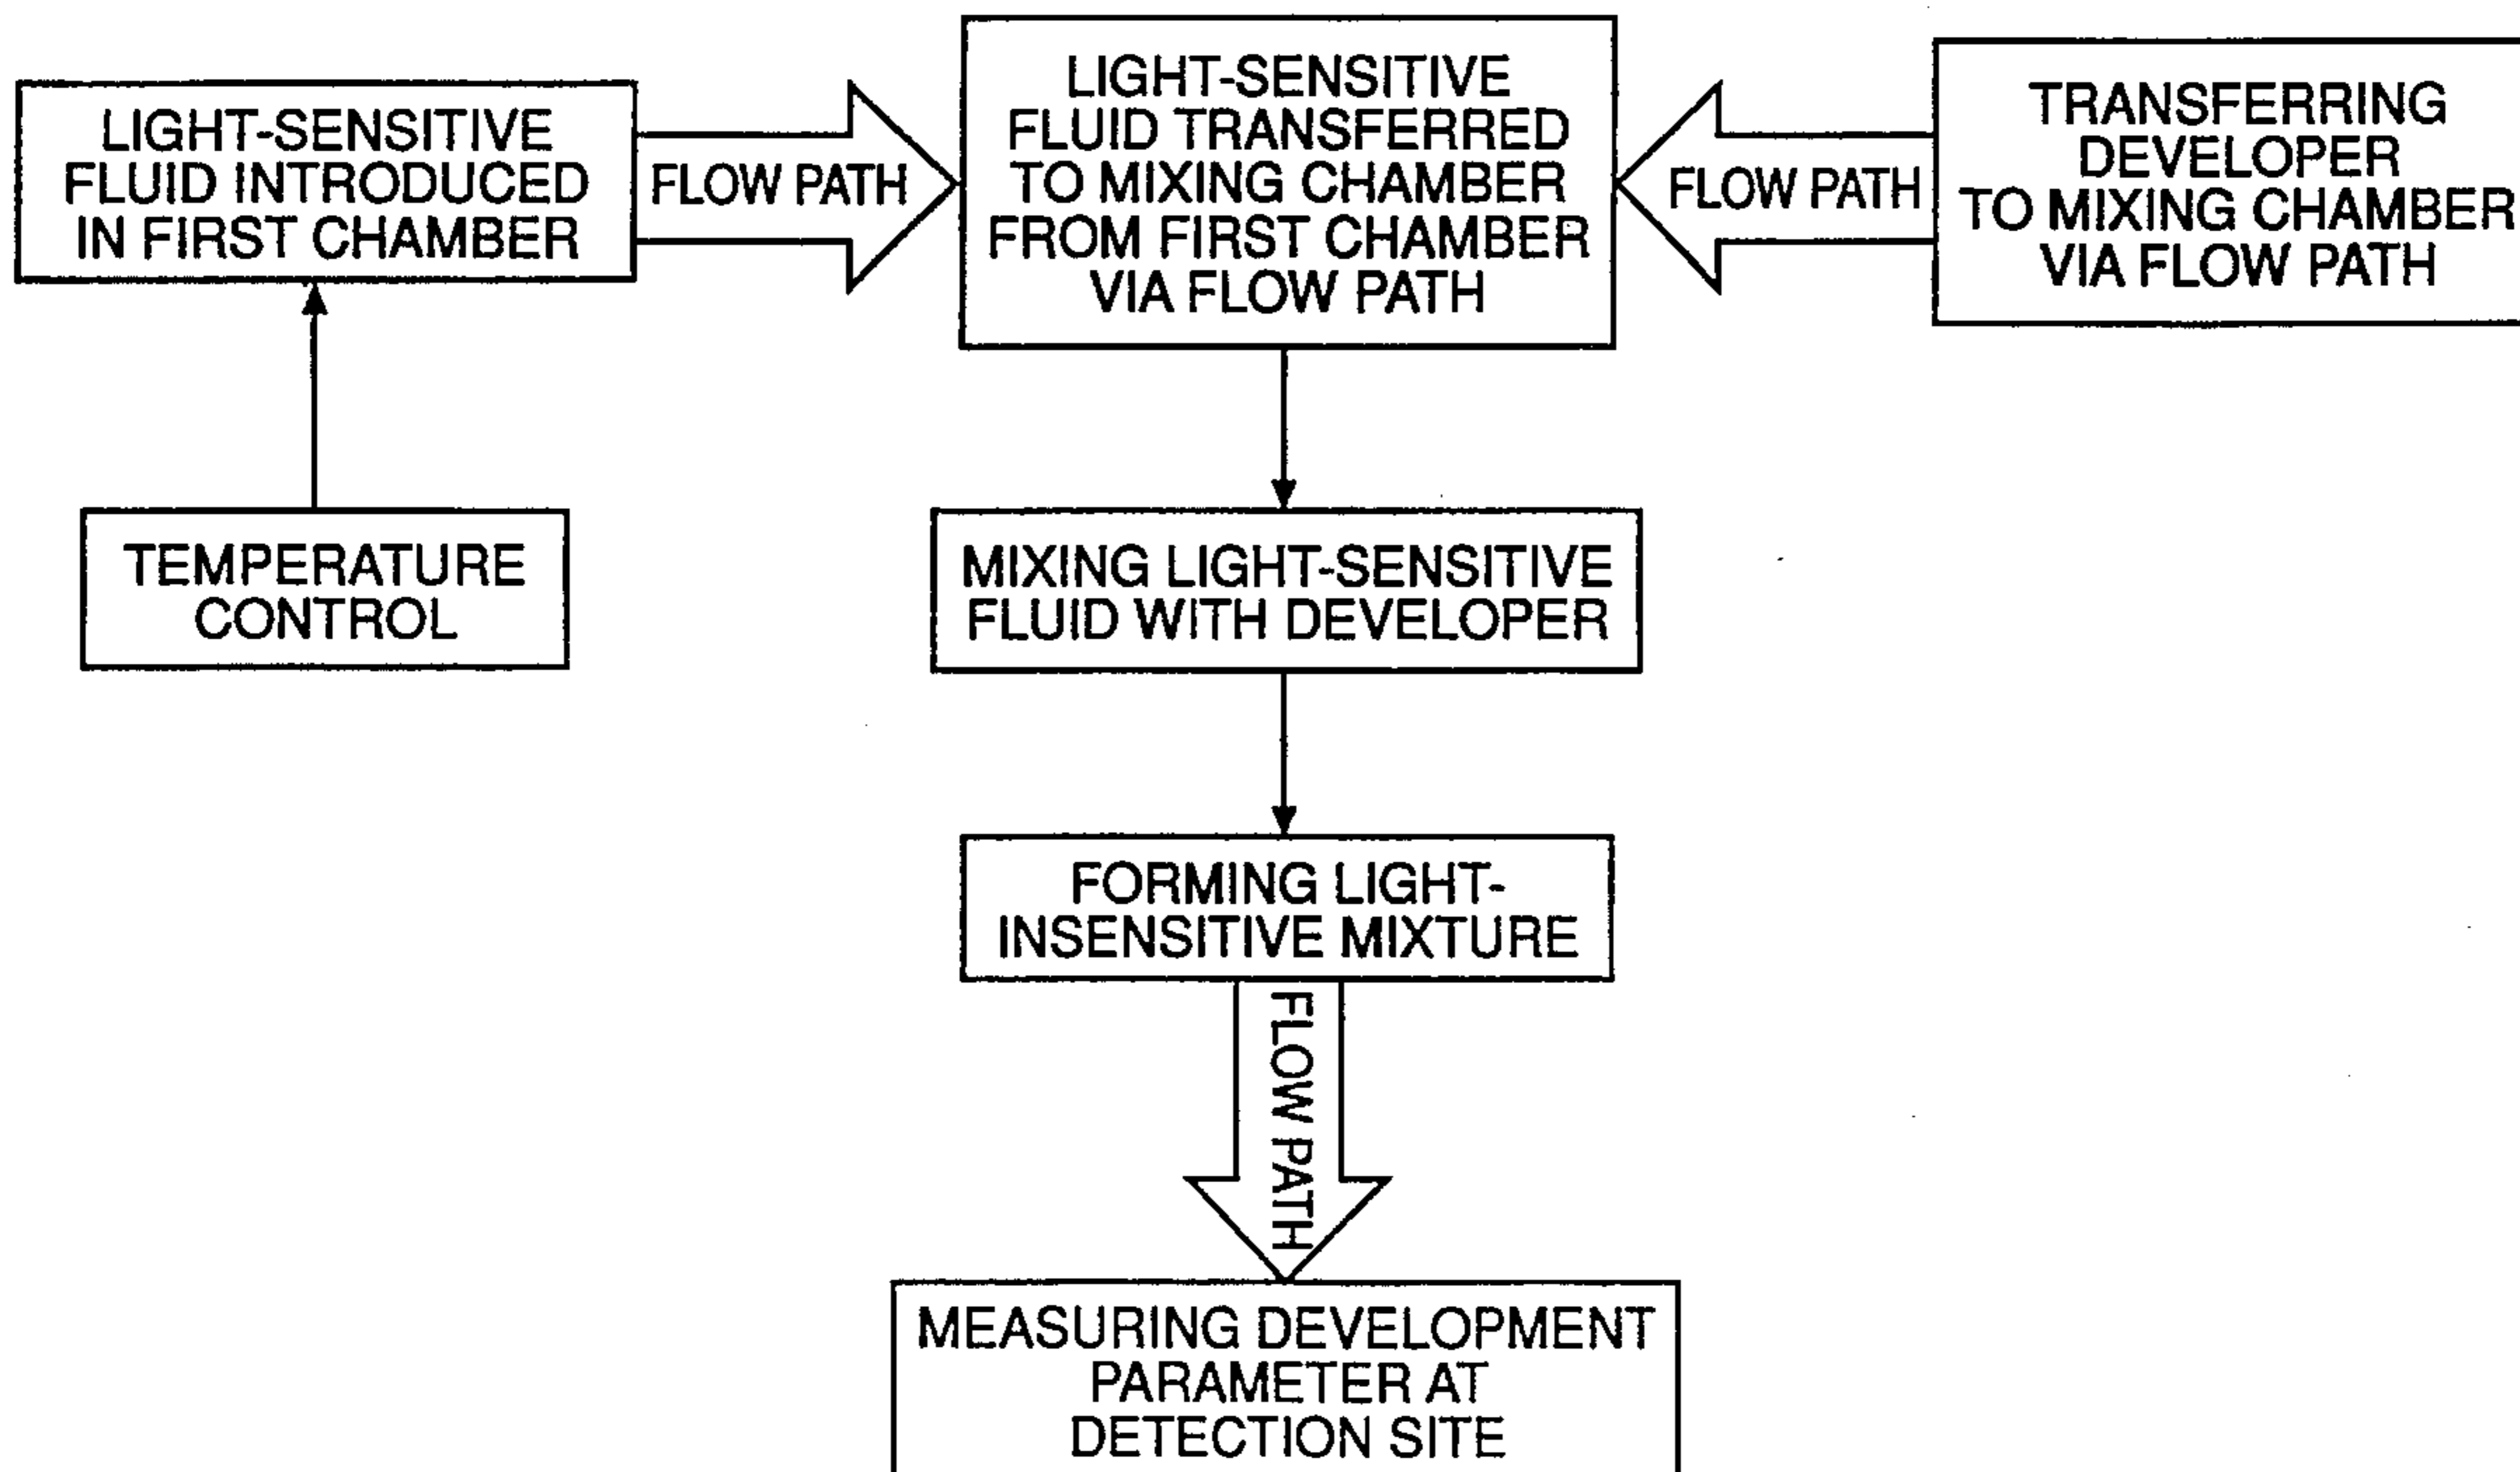 LIGHT-SENSITIVE
FLUID INTRODUCED
IN FIRST CHAMBER
FLOW PATH
LIGHT-SENSITIVE
FLUID TRANSFERRED
TO MIXING CHAMBER
FROM FIRST CHAMBER
VIA FLOW PATH
FLOW PATH
TRANSFERRING
DEVELOPER
TO MIXING CHAMBER
VIA FLOW PATH
TEMPERATURE
CONTROL
MIXING LIGHT-SENSITIVE
FLUID WITH DEVELOPER
FORMING LIGHT-
INSENSITIVE MIXTURE
FLOW PATH
MEASURING DEVELOPMENT
PARAMETER AT
DETECTION SITE